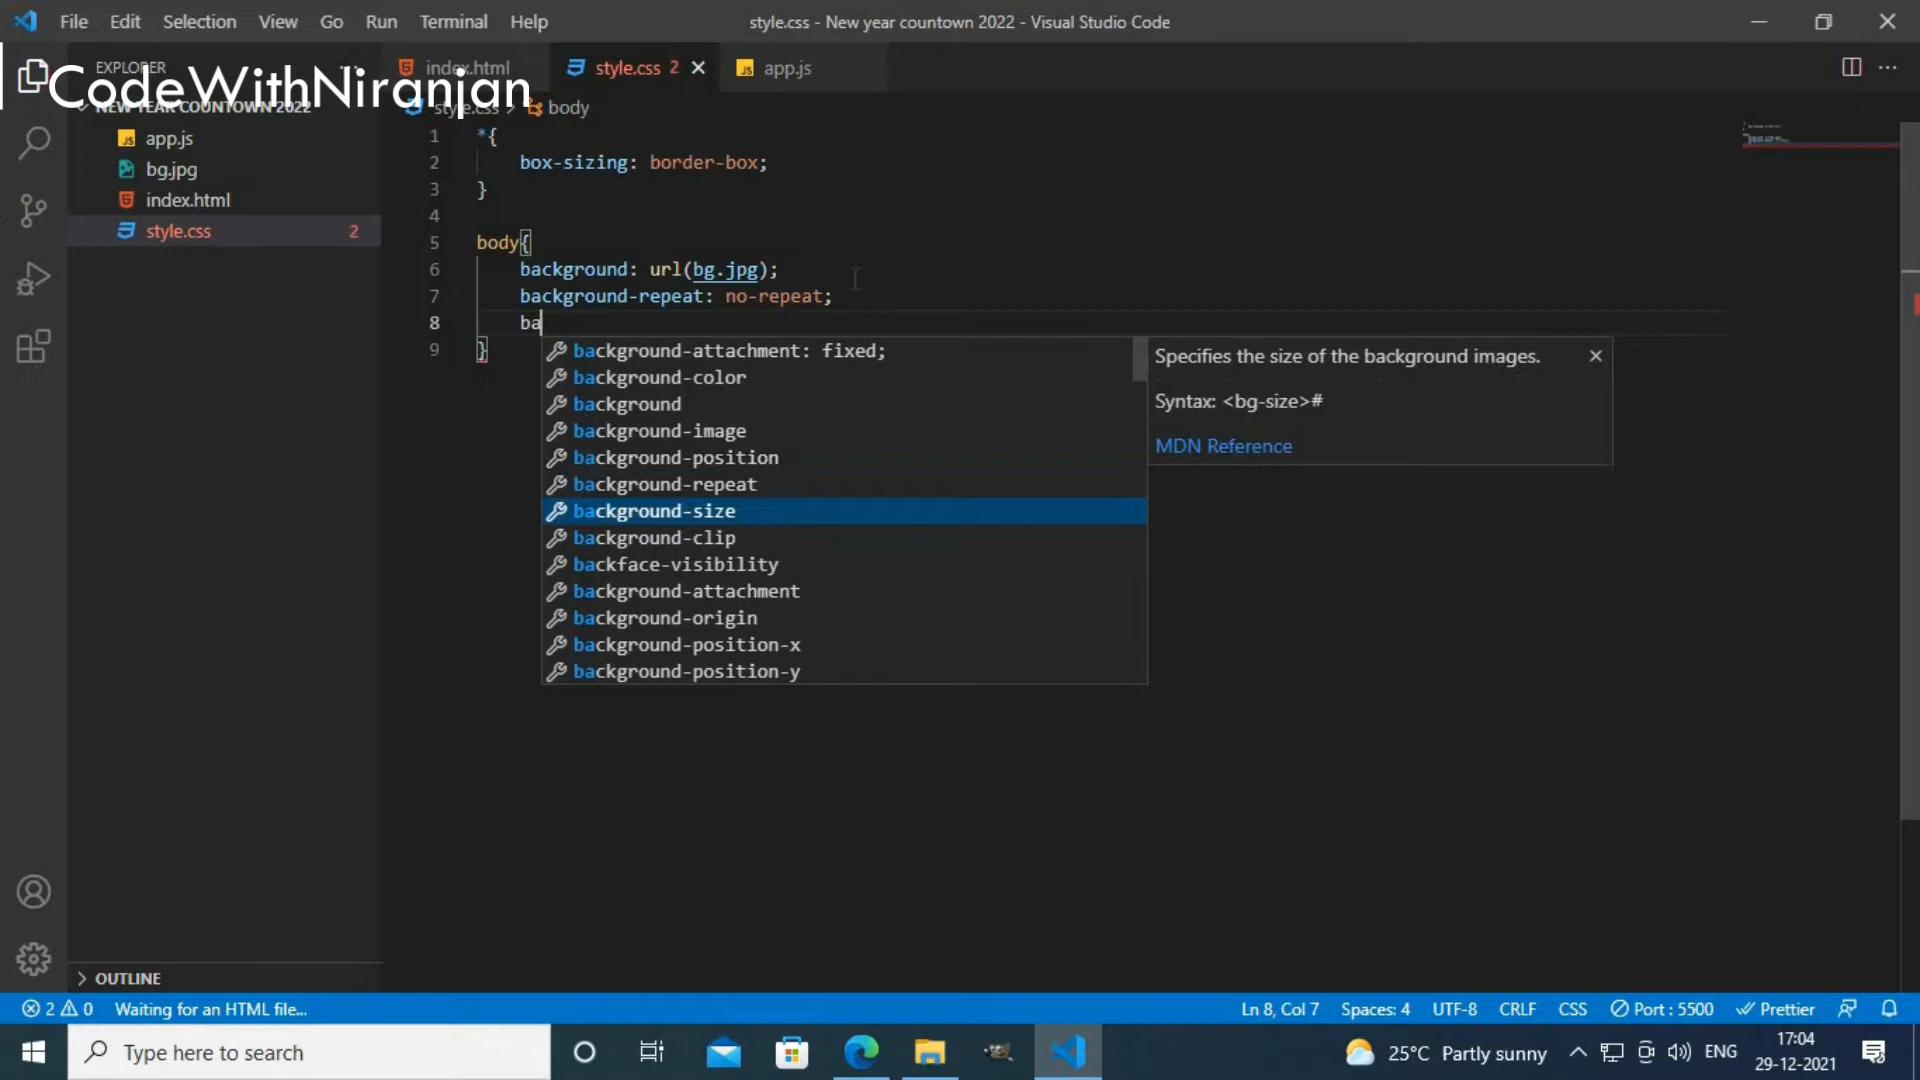 File Edit Selection View Go Run Terminal Help
style.css - New year countown 2022 - Visual Studio Code
EXPLORER
index.html
style.css 2
app.js
CodeWithNiranjan
NEW YEAR COUNTOWN 2022
style.css > body
app.js
bg.jpg
index.html
style.css 2
1 *{
2 box-sizing: border-box;
3 }
4
5 body{
6 background: url(bg.jpg);
7 background-repeat: no-repeat;
8 ba
9 }
background-attachment: fixed;
background-color
background
background-image
background-position
background-repeat
background-size
background-clip
backface-visibility
background-attachment
background-origin
background-position-x
background-position-y
Specifies the size of the background images.
Syntax: <bg-size>#
MDN Reference
OUTLINE
2 0 Waiting for an HTML file...
Ln 8, Col 7 Spaces: 4 UTF-8 CRLF CSS Port : 5500 Prettier
Type here to search
25°C Partly sunny
ENG
17:04
29-12-2021